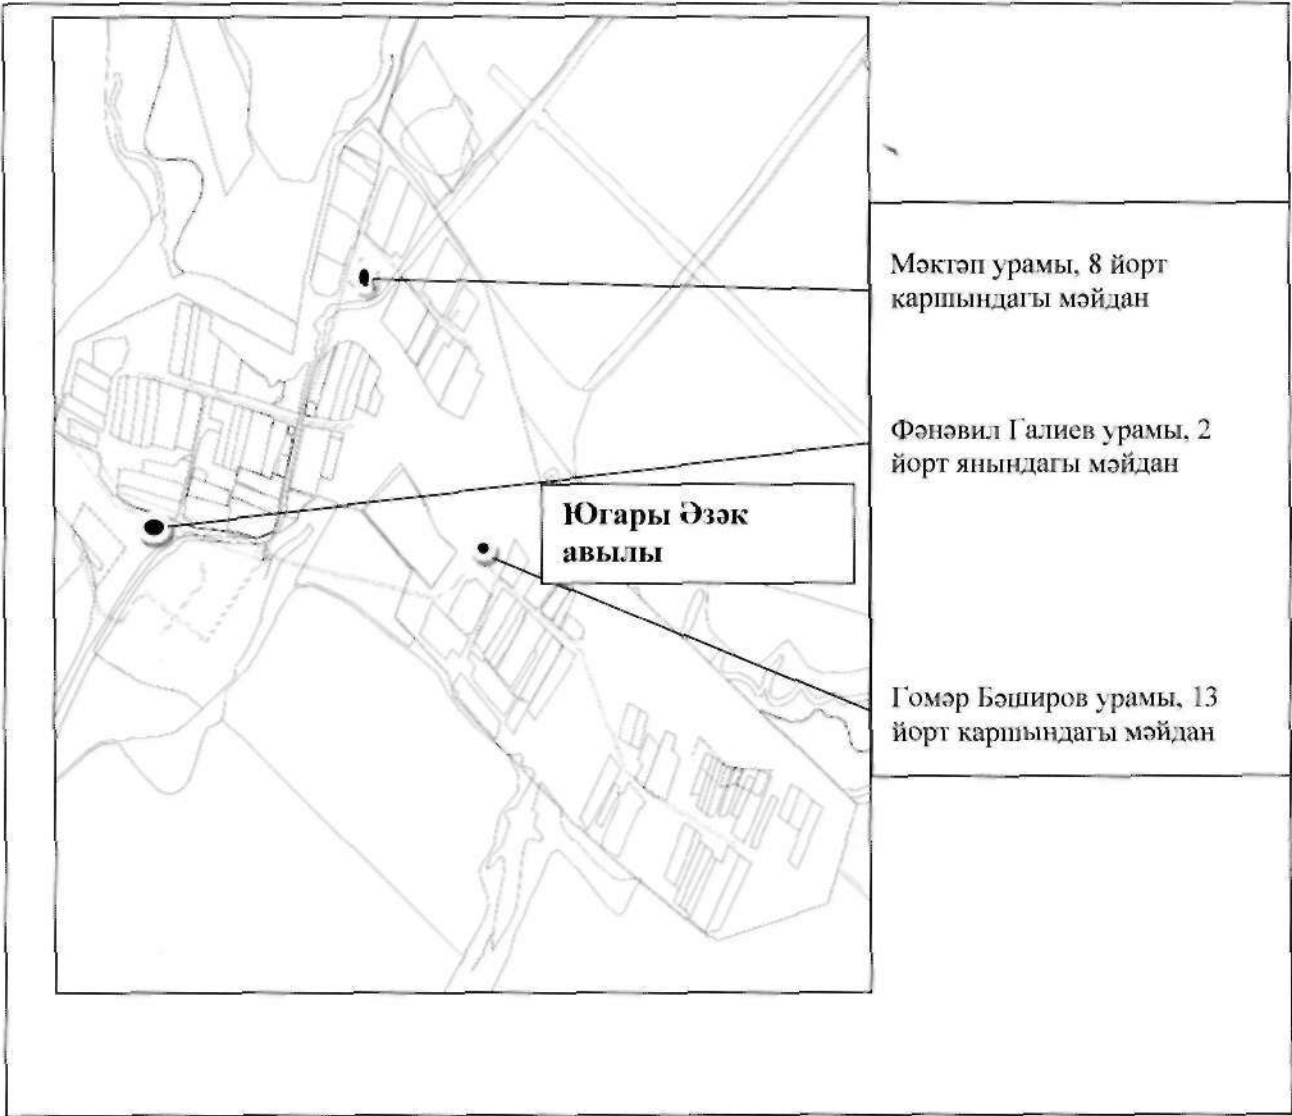 Мәктәп урамы, 8 йорт
каршындагы мәйдан
Фәнәвил Галиев урамы, 2
йорт янындагы мәйдан
Югары Әзәк
авылы
Гомәр Бәширов урамы, 13
йорт каршындагы мәйдан